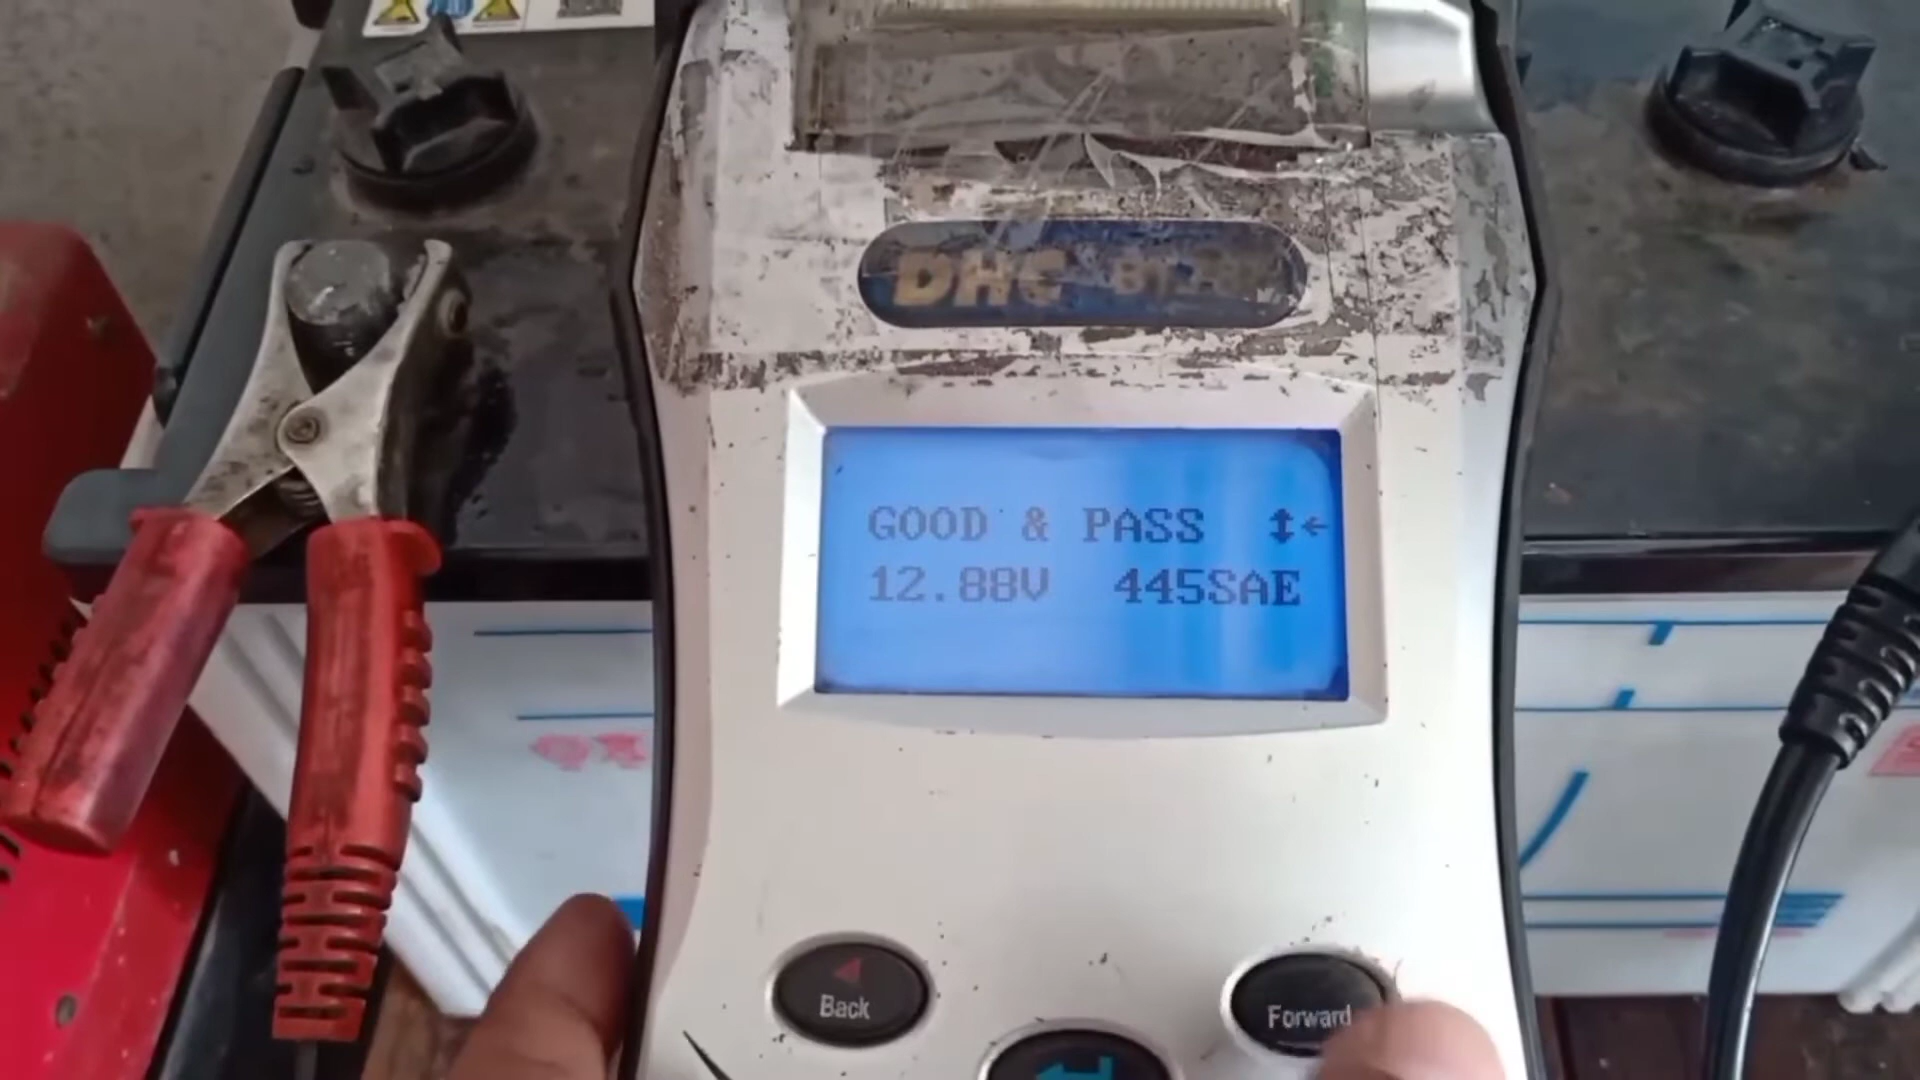 DHC
GOOD & PASS ↕←
12.88V 445SAE
Back
Forward